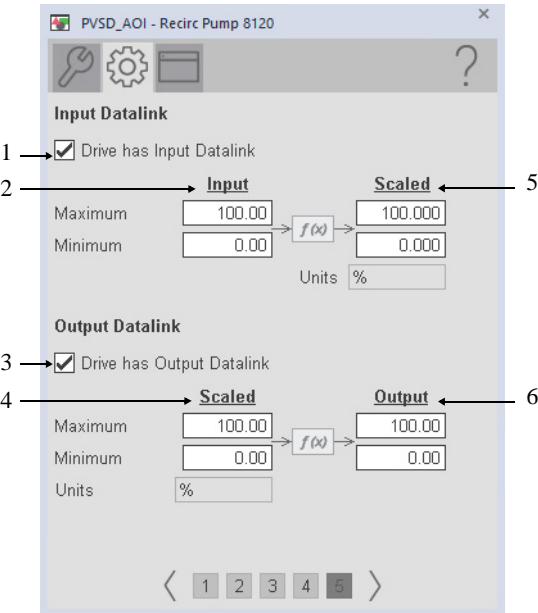 PVSD_AOI - Recirc Pump 8120 ×
?
Input Datalink
1 Drive has Input Datalink
2 Input Scaled 5
Maximum 100.00 f(x) 100.000
Minimum 0.00 0.000
Units %
Output Datalink
3 Drive has Output Datalink
4 Scaled Output 6
Maximum 100.00 f(x) 100.00
Minimum 0.00 0.00
Units %
1 2 3 4 5